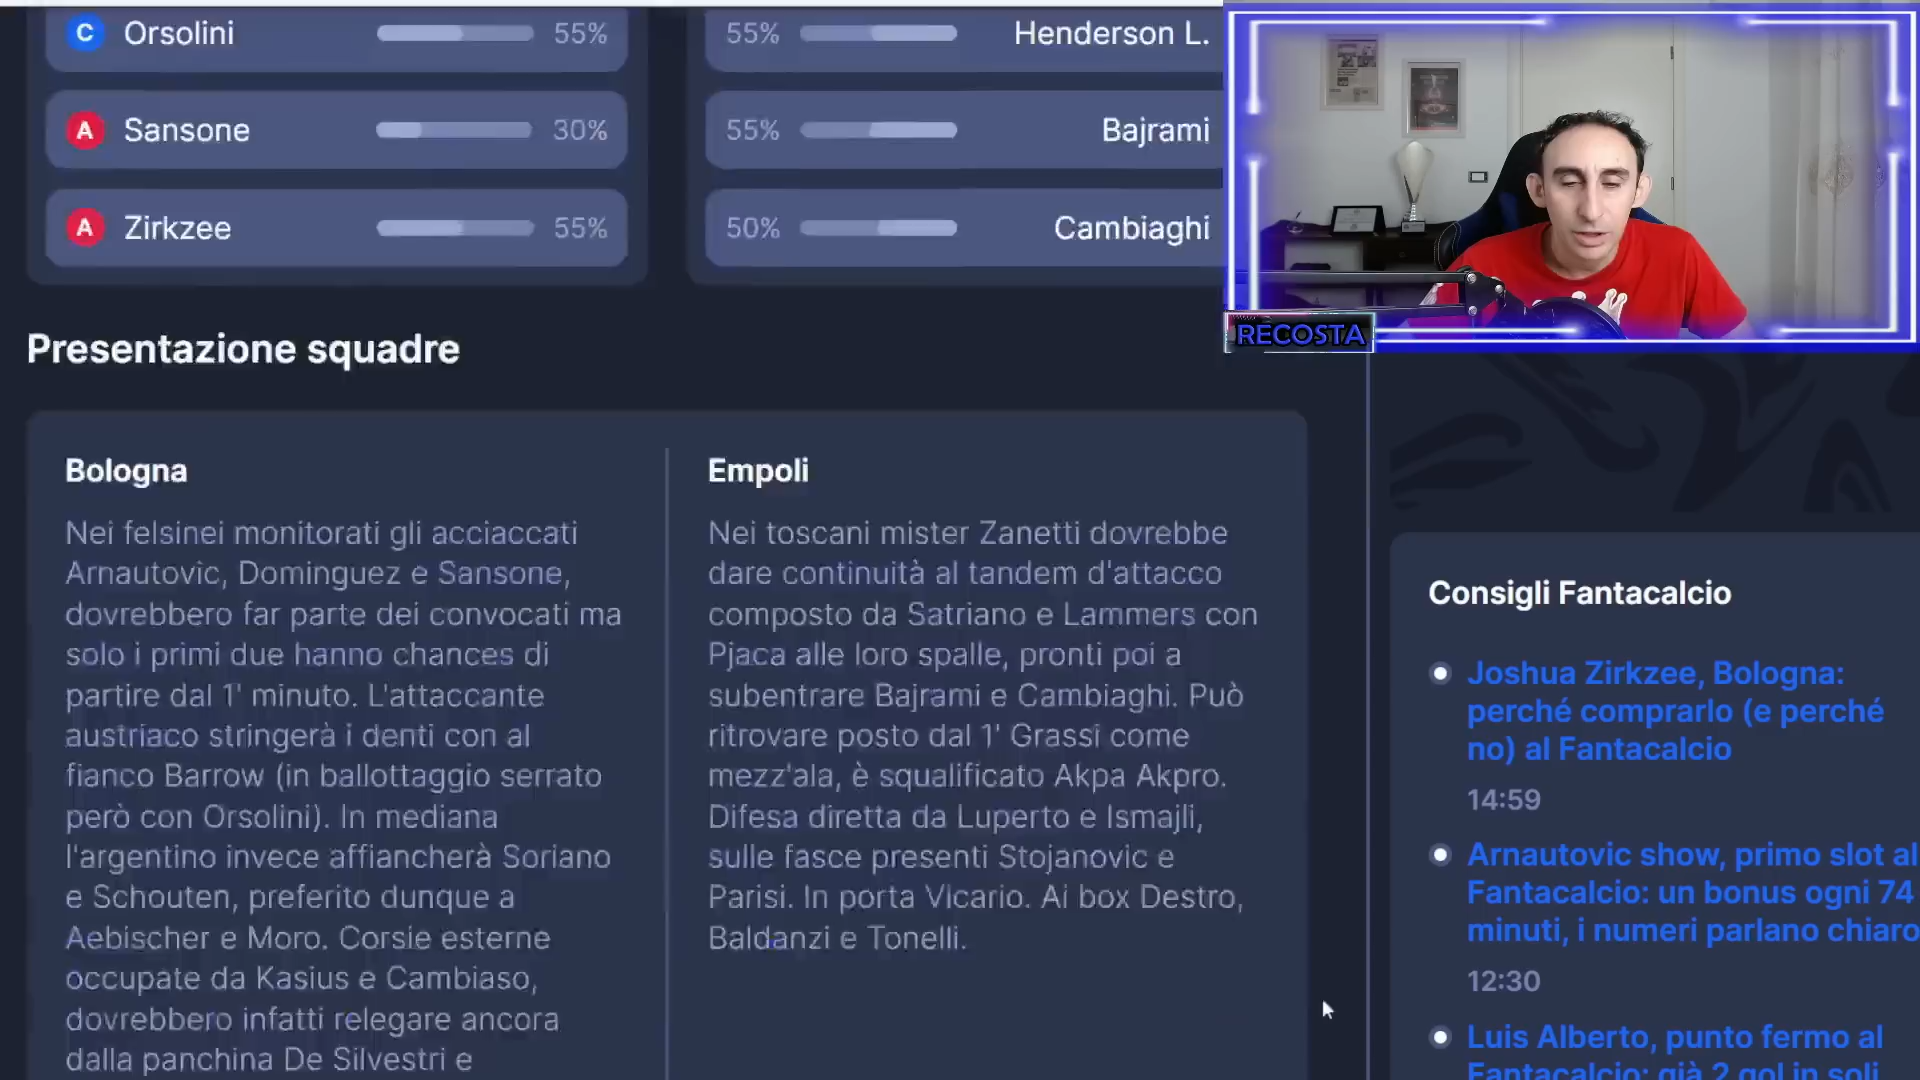 C Orsolini 55%
55% Henderson L.
A Sansone 30%
55% Bajrami
A Zirkzee 55%
50% Cambiaghi
RECOSTA
Presentazione squadre
Bologna
Nei felsinei monitorati gli acciaccati
Arnautovic, Dominguez e Sansone,
dovrebbero far parte dei convocati ma
solo i primi due hanno chances di
partire dal 1' minuto. L'attaccante
austriaco stringerà i denti con al
fianco Barrow (in ballottaggio serrato
però con Orsolini). In mediana
l'argentino invece affiancherà Soriano
e Schouten, preferito dunque a
Aebischer e Moro. Corsie esterne
occupate da Kasius e Cambiaso,
dovrebbero infatti relegare ancora
dalla panchina De Silvestri e
Empoli
Nei toscani mister Zanetti dovrebbe
dare continuità al tandem d'attacco
composto da Satriano e Lammers con
Pjaca alle loro spalle, pronti poi a
subentrare Bajrami e Cambiaghi. Può
ritrovare posto dal 1' Grassi come
mezz'ala, è squalificato Akpa Akpro.
Difesa diretta da Luperto e Ismajli,
sulle fasce presenti Stojanovic e
Parisi. In porta Vicario. Ai box Destro,
Baldanzi e Tonelli.
Consigli Fantacalcio
Joshua Zirkzee, Bologna:
perché comprarlo (e perché
no) al Fantacalcio
14:59
Arnautovic show, primo slot al
Fantacalcio: un bonus ogni 74
minuti, i numeri parlano chiaro
12:30
Luis Alberto, punto fermo al
Fantacalcio: già 2 gol in soli